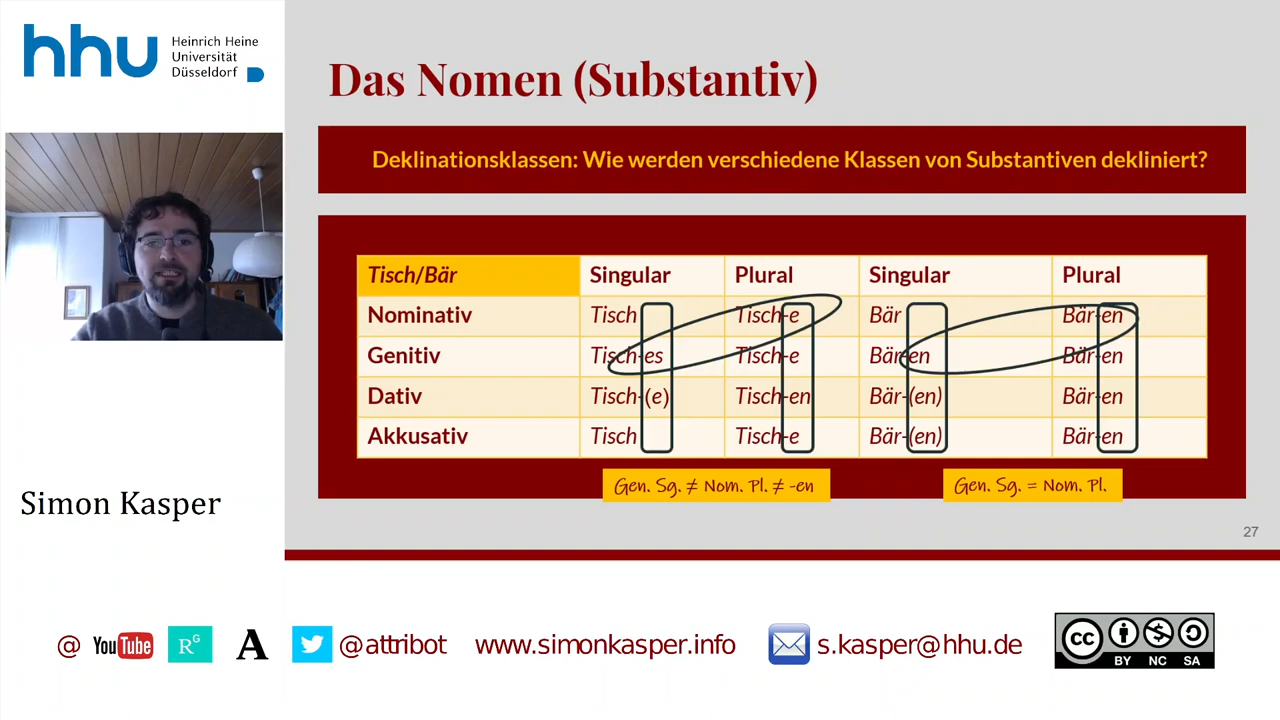 hhu Heinrich Heine
Universität
Düsseldorf
Das Nomen (Substantiv)
Deklinationsklassen: Wie werden verschiedene Klassen von Substantiven dekliniert?
Tisch/Bär Singular Plural Singular Plural
Nominativ Tisch Tisch-e Bär Bär-en
Genitiv Tisch-es Tisch-e Bär-en Bär-en
Dativ Tisch-(e) Tisch-en Bär-(en) Bär-en
Akkusativ Tisch Tisch-e Bär-(en) Bär-en
Gen. Sg. ≠ Nom. Pl. ≠ -en Gen. Sg. = Nom. Pl.
27
Simon Kasper
@ YouTube RG A @attribot www.simonkasper.info s.kasper@hhu.de cc BY NC SA